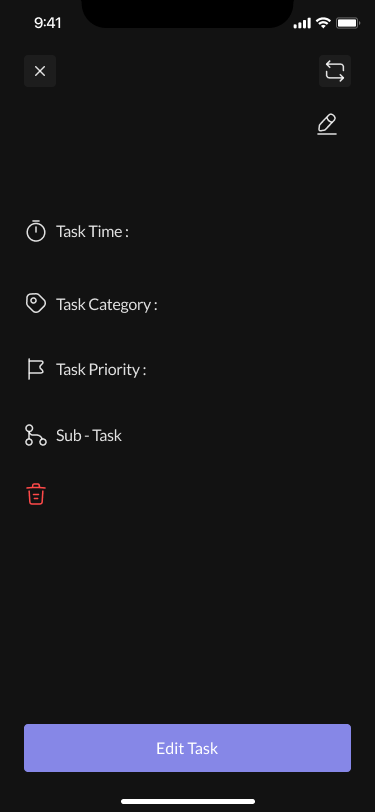 9:41
Task Time :
Task Category :
Task Priority :
Sub - Task
Edit Task